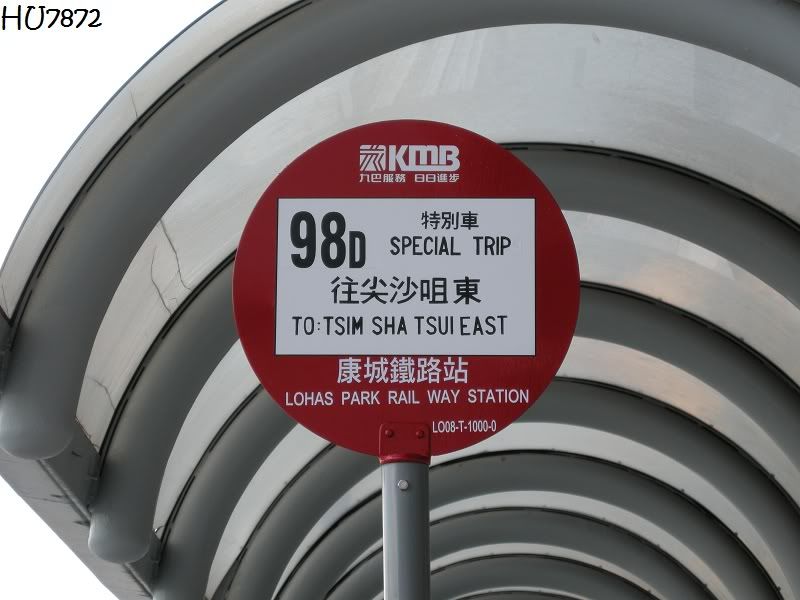 HU7872
KMB
九巴服務 日日進步
98D
特別車
SPECIAL TRIP
往尖沙咀東
TO:TSIM SHA TSUI EAST
康城鐵路站
LOHAS PARK RAIL WAY STATION
LO08-T-1000-0